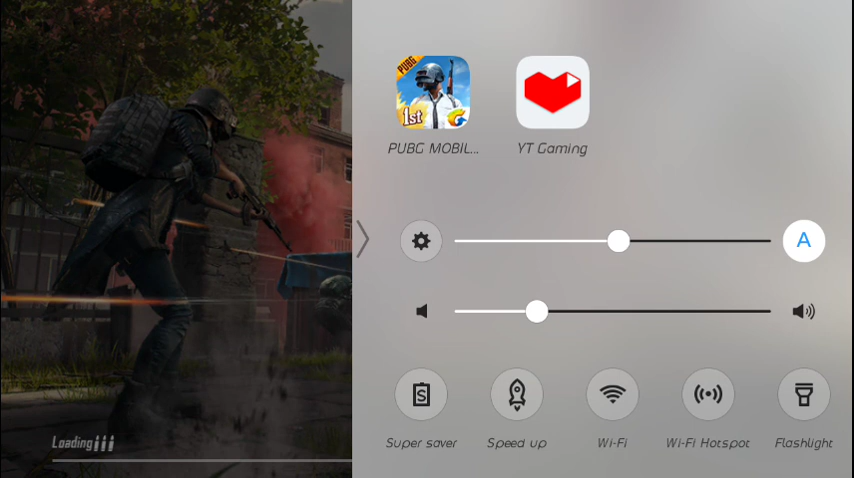 PUBG
1st
PUBG MOBIL...
YT Gaming
A
S
Super saver
Speed up
Wi-Fi
Wi-Fi Hotspot
Flashlight
Loading